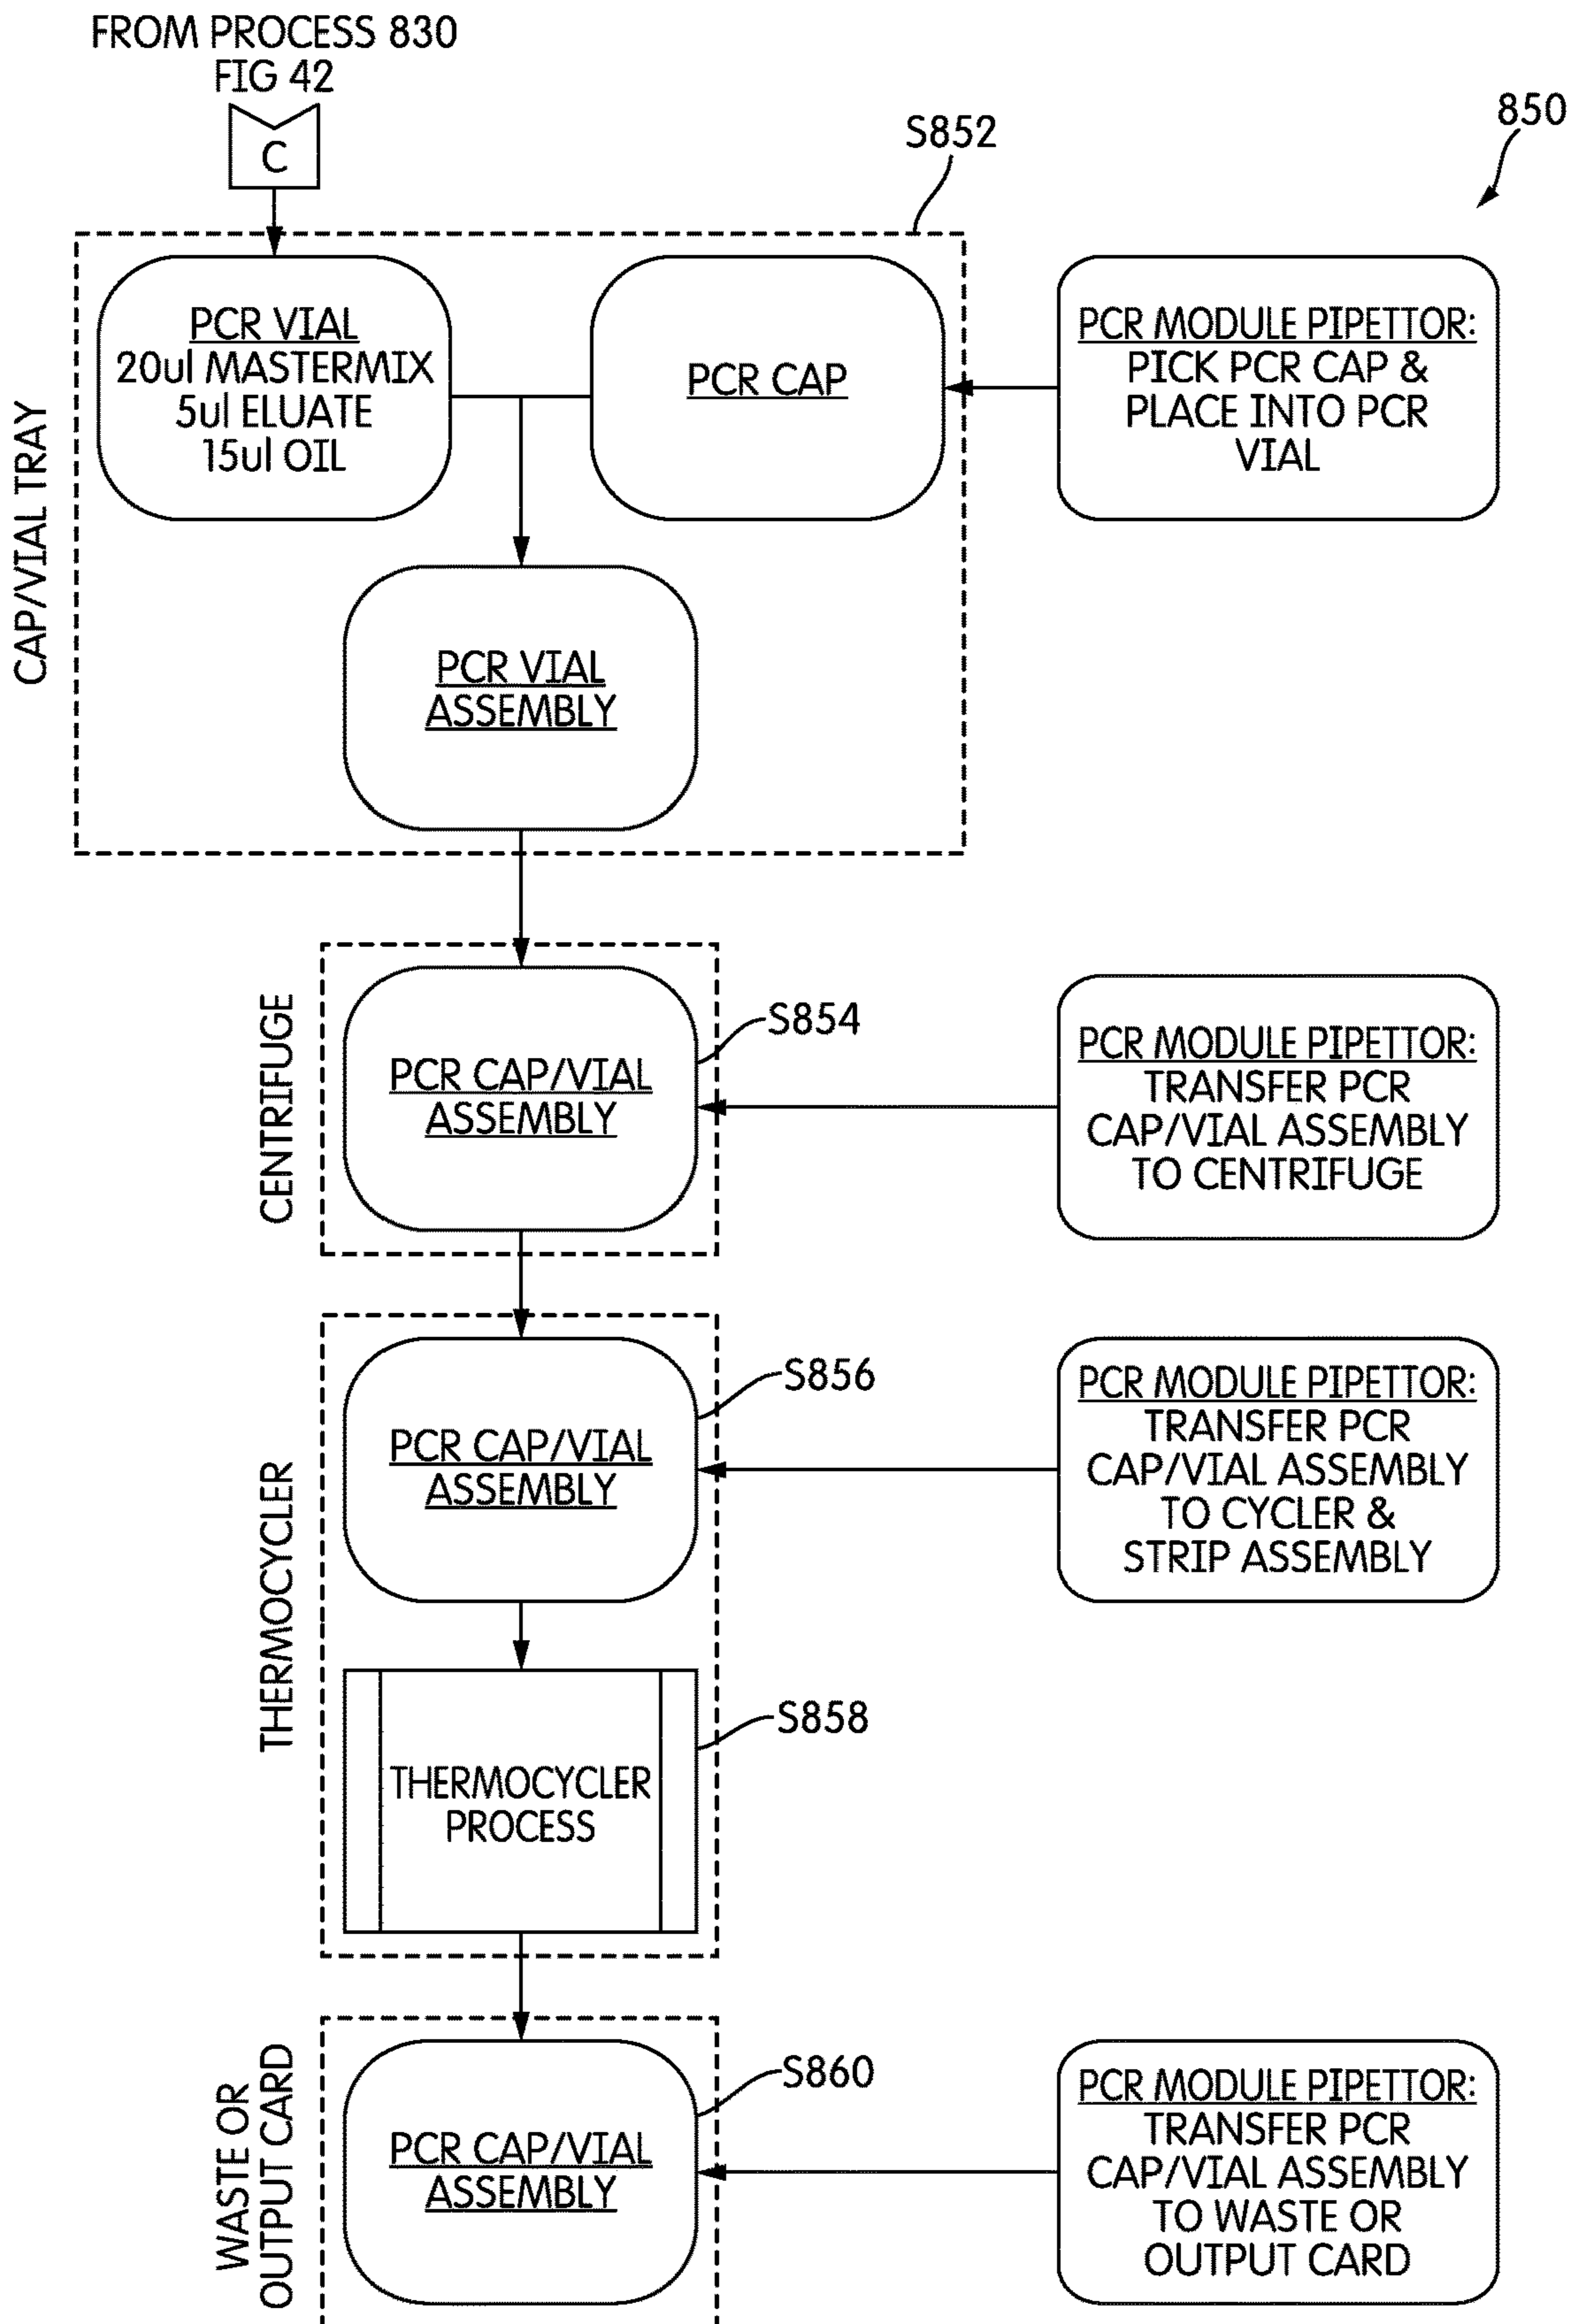 FROM PROCESS 830
FIG 42
C
850
S852
CAP/VIAL TRAY
PCR VIAL
20ul MASTERMIX
5ul ELUATE
15ul OIL
PCR CAP
PCR MODULE PIPETTOR:
PICK PCR CAP &
PLACE INTO PCR
VIAL
PCR VIAL
ASSEMBLY
CENTRIFUGE
PCR CAP/VIAL
ASSEMBLY
S854
PCR MODULE PIPETTOR:
TRANSFER PCR
CAP/VIAL ASSEMBLY
TO CENTRIFUGE
THERMOCYCLER
PCR CAP/VIAL
ASSEMBLY
S856
PCR MODULE PIPETTOR:
TRANSFER PCR
CAP/VIAL ASSEMBLY
TO CYCLER &
STRIP ASSEMBLY
THERMOCYCLER
PROCESS
S858
WASTE OR
OUTPUT CARD
PCR CAP/VIAL
ASSEMBLY
S860
PCR MODULE PIPETTOR:
TRANSFER PCR
CAP/VIAL ASSEMBLY
TO WASTE OR
OUTPUT CARD